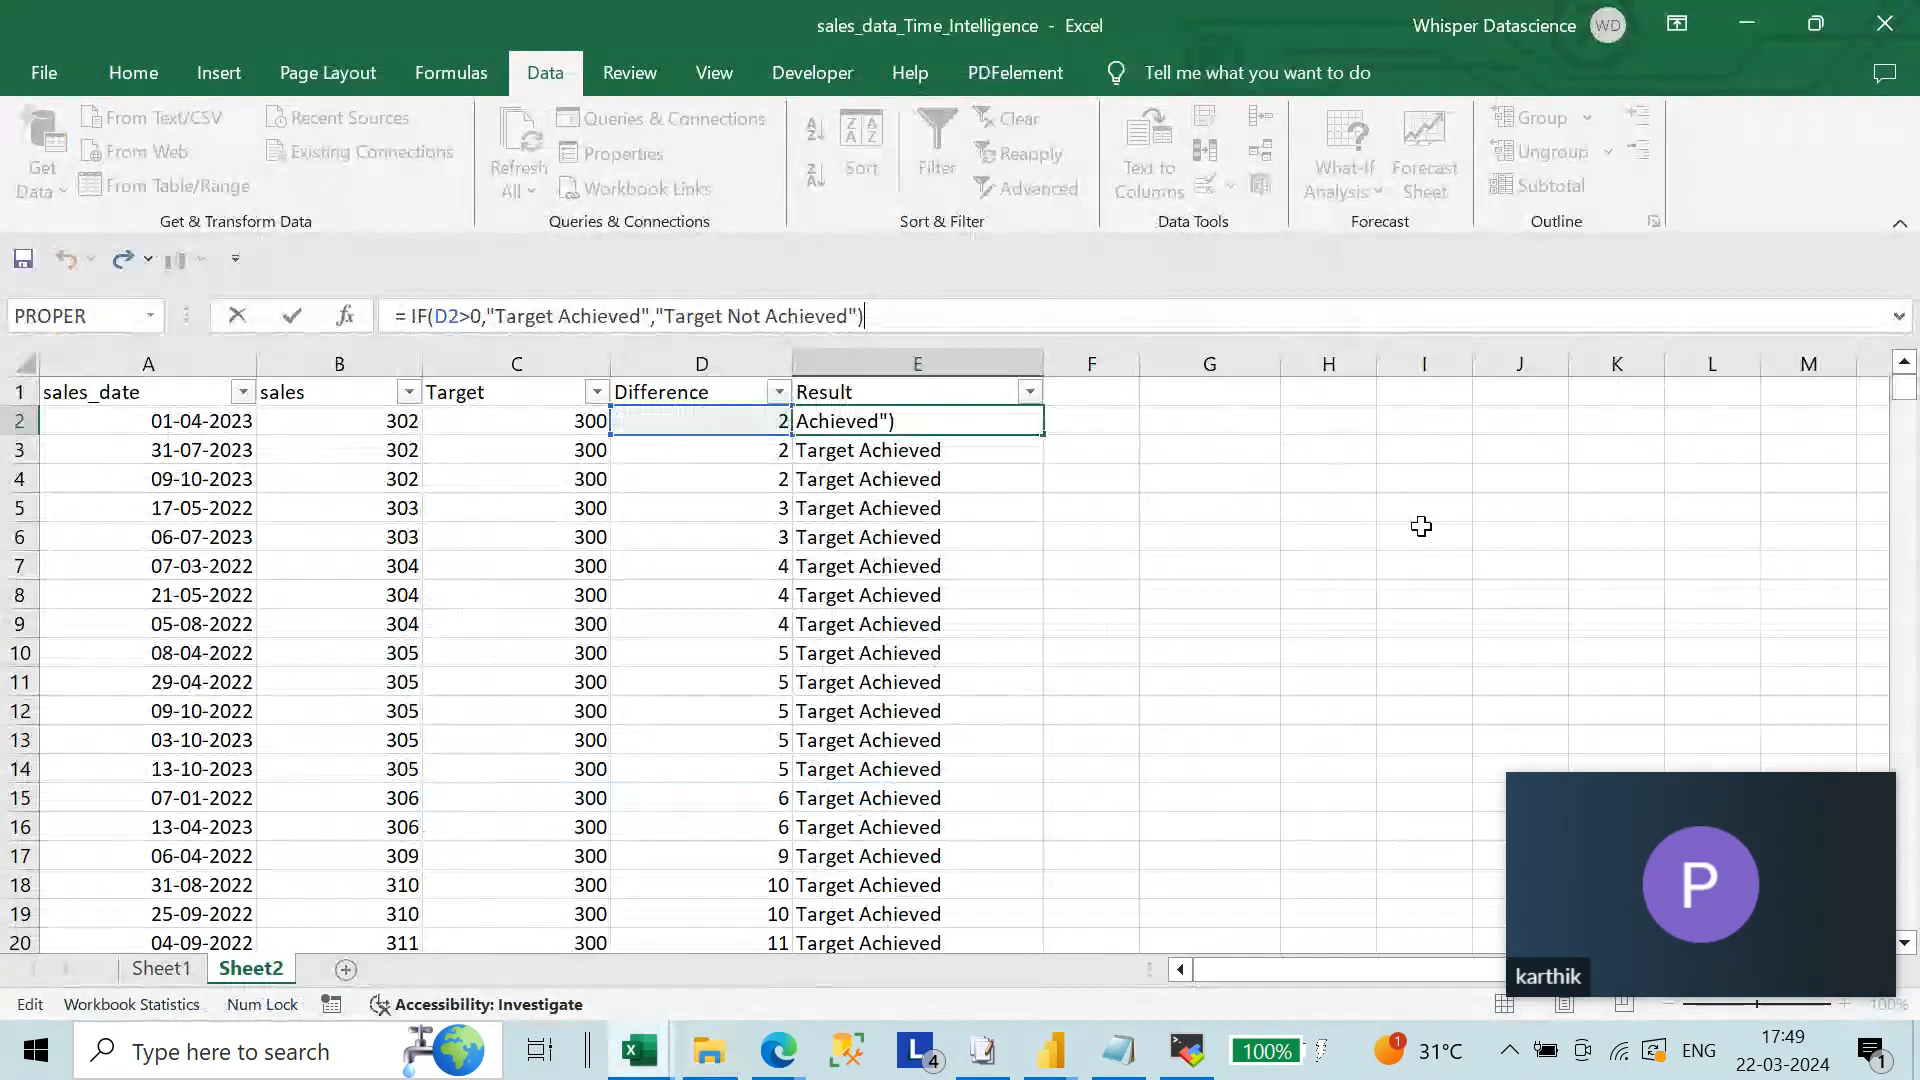 sales_data_Time_Intelligence - Excel
Whisper Datascience WD
File Home Insert Page Layout Formulas Data Review View Developer Help PDFelement Tell me what you want to do
Get Data
From Text/CSV
From Web
From Table/Range
Recent Sources
Existing Connections
Get & Transform Data
Refresh All
Queries & Connections
Properties
Workbook Links
Queries & Connections
Sort
Filter
Clear
Reapply
Advanced
Sort & Filter
Text to Columns
Data Tools
What-If Analysis
Forecast Sheet
Forecast
Group
Ungroup
Subtotal
Outline
PROPER fx = IF(D2>0,"Target Achieved","Target Not Achieved")
A B C D E F G H I J K L M
1 sales_date sales Target Difference Result
2 01-04-2023 302 300 2 Achieved")
3 31-07-2023 302 300 2 Target Achieved
4 09-10-2023 302 300 2 Target Achieved
5 17-05-2022 303 300 3 Target Achieved
6 06-07-2023 303 300 3 Target Achieved
7 07-03-2022 304 300 4 Target Achieved
8 21-05-2022 304 300 4 Target Achieved
9 05-08-2022 304 300 4 Target Achieved
10 08-04-2022 305 300 5 Target Achieved
11 29-04-2022 305 300 5 Target Achieved
12 09-10-2022 305 300 5 Target Achieved
13 03-10-2023 305 300 5 Target Achieved
14 13-10-2023 305 300 5 Target Achieved
15 07-01-2022 306 300 6 Target Achieved
16 13-04-2023 306 300 6 Target Achieved
17 06-04-2022 309 300 9 Target Achieved
18 31-08-2022 310 300 10 Target Achieved
19 25-09-2022 310 300 10 Target Achieved
20 04-09-2022 311 300 11 Target Achieved
P
karthik
Sheet1 Sheet2
Edit Workbook Statistics Num Lock Accessibility: Investigate 100%
Type here to search
L 4
100%
1
31°C
ENG
17:49
22-03-2024
1